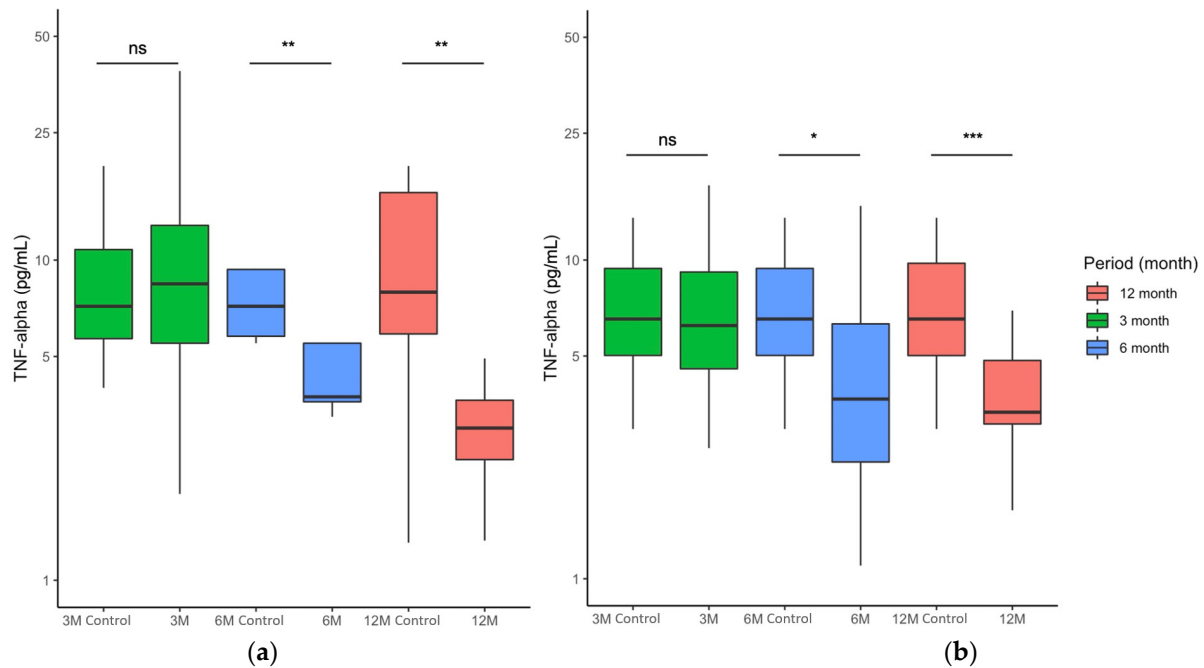 50
25
10
5
1
TNF-alpha (pg/mL)
ns
**
**
3M Control
3M
6M Control
6M
12M Control
12M
(a)
50
25
10
5
1
TNF-alpha (pg/mL)
ns
*
***
3M Control
3M
6M Control
6M
12M Control
12M
(b)
Period (month)
12 month
3 month
6 month